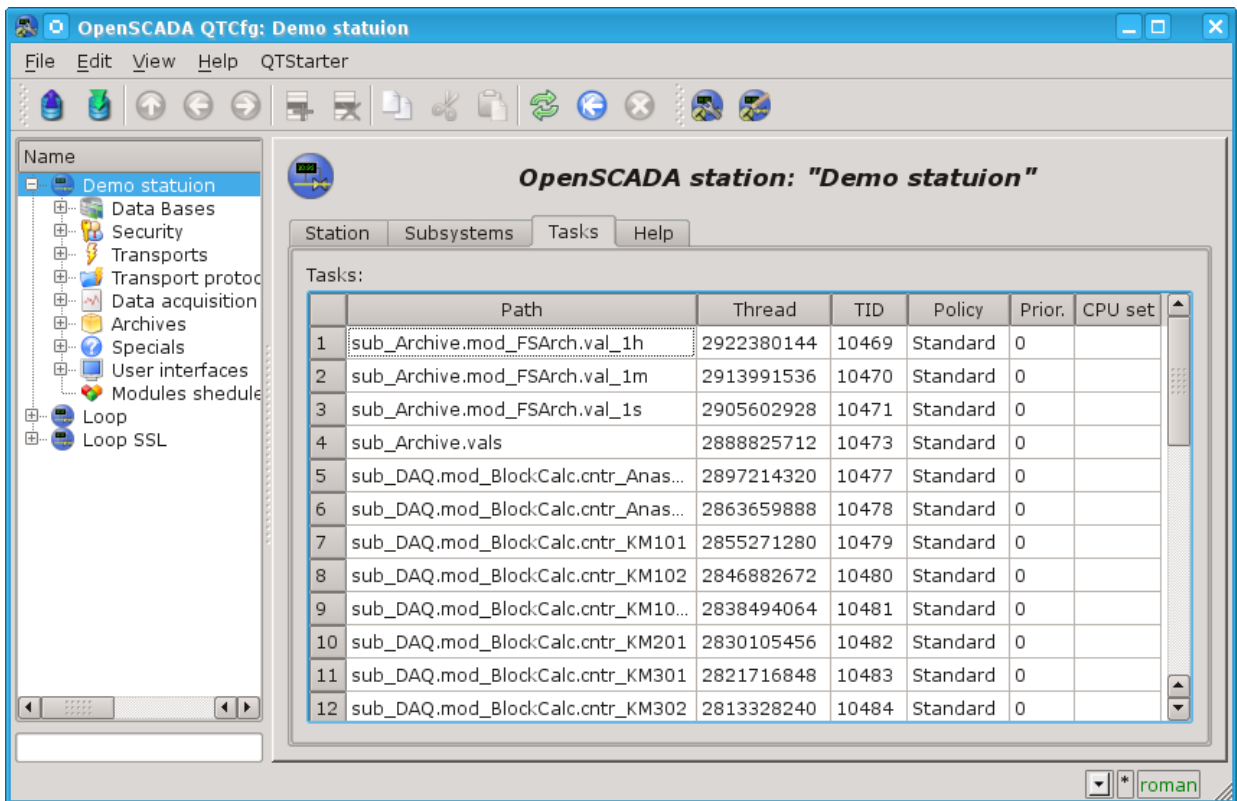 OpenSCADA QTCfg: Demo statuion
File Edit View Help QTStarter
Name
Demo statuion
Data Bases
Security
Transports
Transport protoc
Data acquisition
Archives
Specials
User interfaces
Modules shedule
Loop
Loop SSL
OpenSCADA station: "Demo statuion"
Station Subsystems Tasks Help
Tasks:
Path Thread TID Policy Prior. CPU set
1 sub_Archive.mod_FSArch.val_1h 2922380144 10469 Standard 0
2 sub_Archive.mod_FSArch.val_1m 2913991536 10470 Standard 0
3 sub_Archive.mod_FSArch.val_1s 2905602928 10471 Standard 0
4 sub_Archive.vals 2888825712 10473 Standard 0
5 sub_DAQ.mod_BlockCalc.cntr_Anas... 2897214320 10477 Standard 0
6 sub_DAQ.mod_BlockCalc.cntr_Anas... 2863659888 10478 Standard 0
7 sub_DAQ.mod_BlockCalc.cntr_KM101 2855271280 10479 Standard 0
8 sub_DAQ.mod_BlockCalc.cntr_KM102 2846882672 10480 Standard 0
9 sub_DAQ.mod_BlockCalc.cntr_KM10... 2838494064 10481 Standard 0
10 sub_DAQ.mod_BlockCalc.cntr_KM201 2830105456 10482 Standard 0
11 sub_DAQ.mod_BlockCalc.cntr_KM301 2821716848 10483 Standard 0
12 sub_DAQ.mod_BlockCalc.cntr_KM302 2813328240 10484 Standard 0
* roman